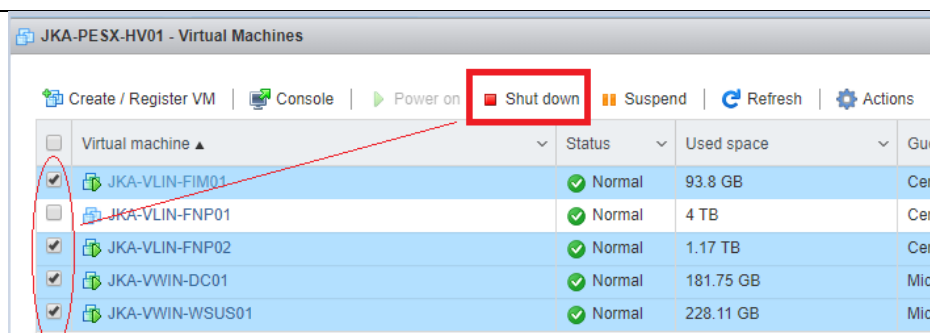 JKA-PESX-HV01 - Virtual Machines
Create / Register VM Console Power on Shut down Suspend Refresh Actions
Virtual machine Status Used space Gu
JKA-VLIN-FIM01 Normal 93.8 GB Cen
JKA-VLIN-FNP01 Normal 4 TB Cen
JKA-VLIN-FNP02 Normal 1.17 TB Cen
JKA-VWIN-DC01 Normal 181.75 GB Mic
JKA-VWIN-WSUS01 Normal 228.11 GB Mic